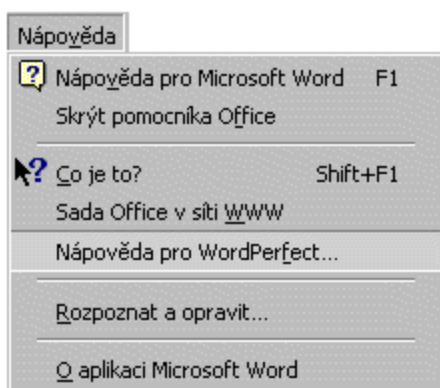 Nápověda
Nápověda pro Microsoft Word F1
Skrýt pomocníka Office
Co je to? Shift+F1
Sada Office v síti WWW
Nápověda pro WordPerfect...
Rozpoznat a opravit...
O aplikaci Microsoft Word